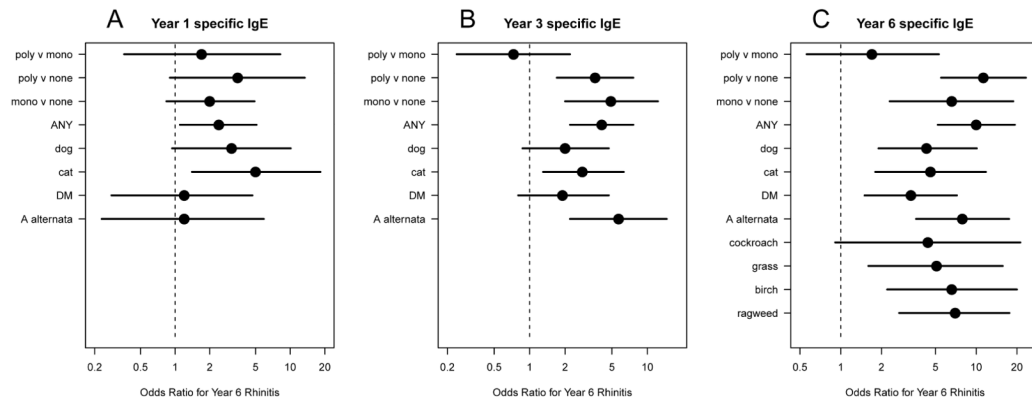 A
Year 1 specific IgE
poly v mono
poly v none
mono v none
ANY
dog
cat
DM
A alternata
0.2 0.5 1 2 5 10 20
Odds Ratio for Year 6 Rhinitis
B
Year 3 specific IgE
poly v mono
poly v none
mono v none
ANY
dog
cat
DM
A alternata
0.2 0.5 1 2 5 10
Odds Ratio for Year 6 Rhinitis
C
Year 6 specific IgE
poly v mono
poly v none
mono v none
ANY
dog
cat
DM
A alternata
cockroach
grass
birch
ragweed
0.5 1 2 5 10 20
Odds Ratio for Year 6 Rhinitis